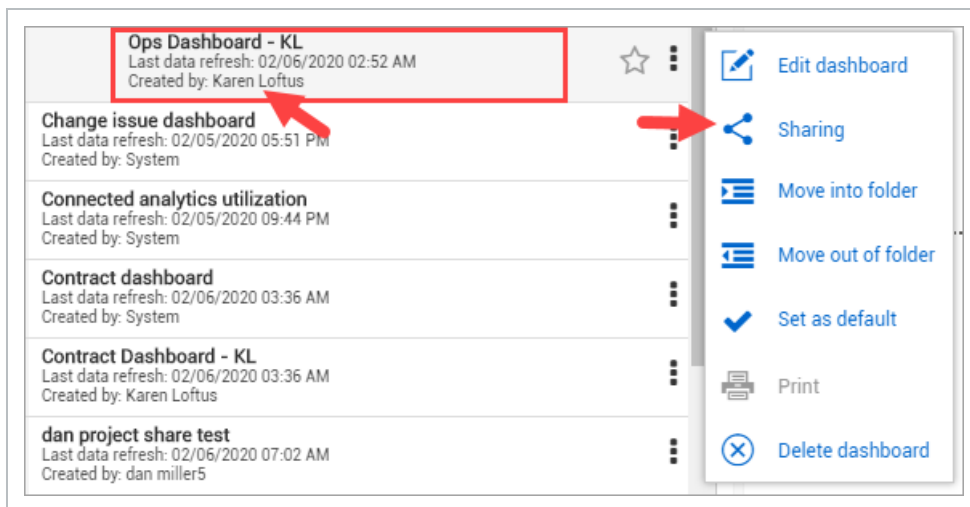 Ops Dashboard - KL
Last data refresh: 02/06/2020 02:52 AM
Created by: Karen Loftus
Change issue dashboard
Last data refresh: 02/05/2020 05:51 PM
Created by: System
Connected analytics utilization
Last data refresh: 02/05/2020 09:44 PM
Created by: System
Contract dashboard
Last data refresh: 02/06/2020 03:36 AM
Created by: System
Contract Dashboard - KL
Last data refresh: 02/06/2020 03:36 AM
Created by: Karen Loftus
dan project share test
Last data refresh: 02/06/2020 07:02 AM
Created by: dan miller5
Edit dashboard
Sharing
Move into folder
Move out of folder
Set as default
Print
Delete dashboard